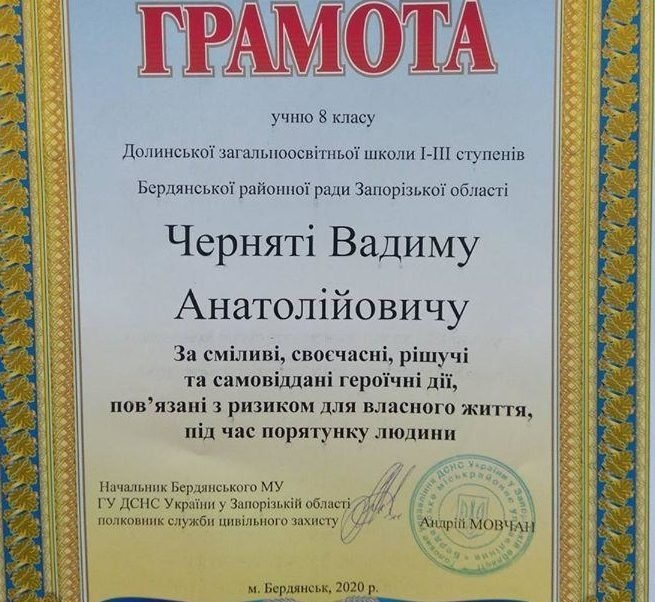 ГРАМОТА
учню 8 класу
Долинської загальноосвітньої школи І-ІІІ ступенів
Бердянської районної ради Запорізької області
Черняті Вадиму
Анатолійовичу
За сміливі, своєчасні, рішучі
та самовіддані героїчні дії,
пов’язані з ризиком для власного життя,
під час порятунку людини
Начальник Бердянського МУ
ГУ ДСНС України у Запорізькій області
полковник служби цивільного захисту
Андрій МОВЧАН
м. Бердянськ, 2020 р.